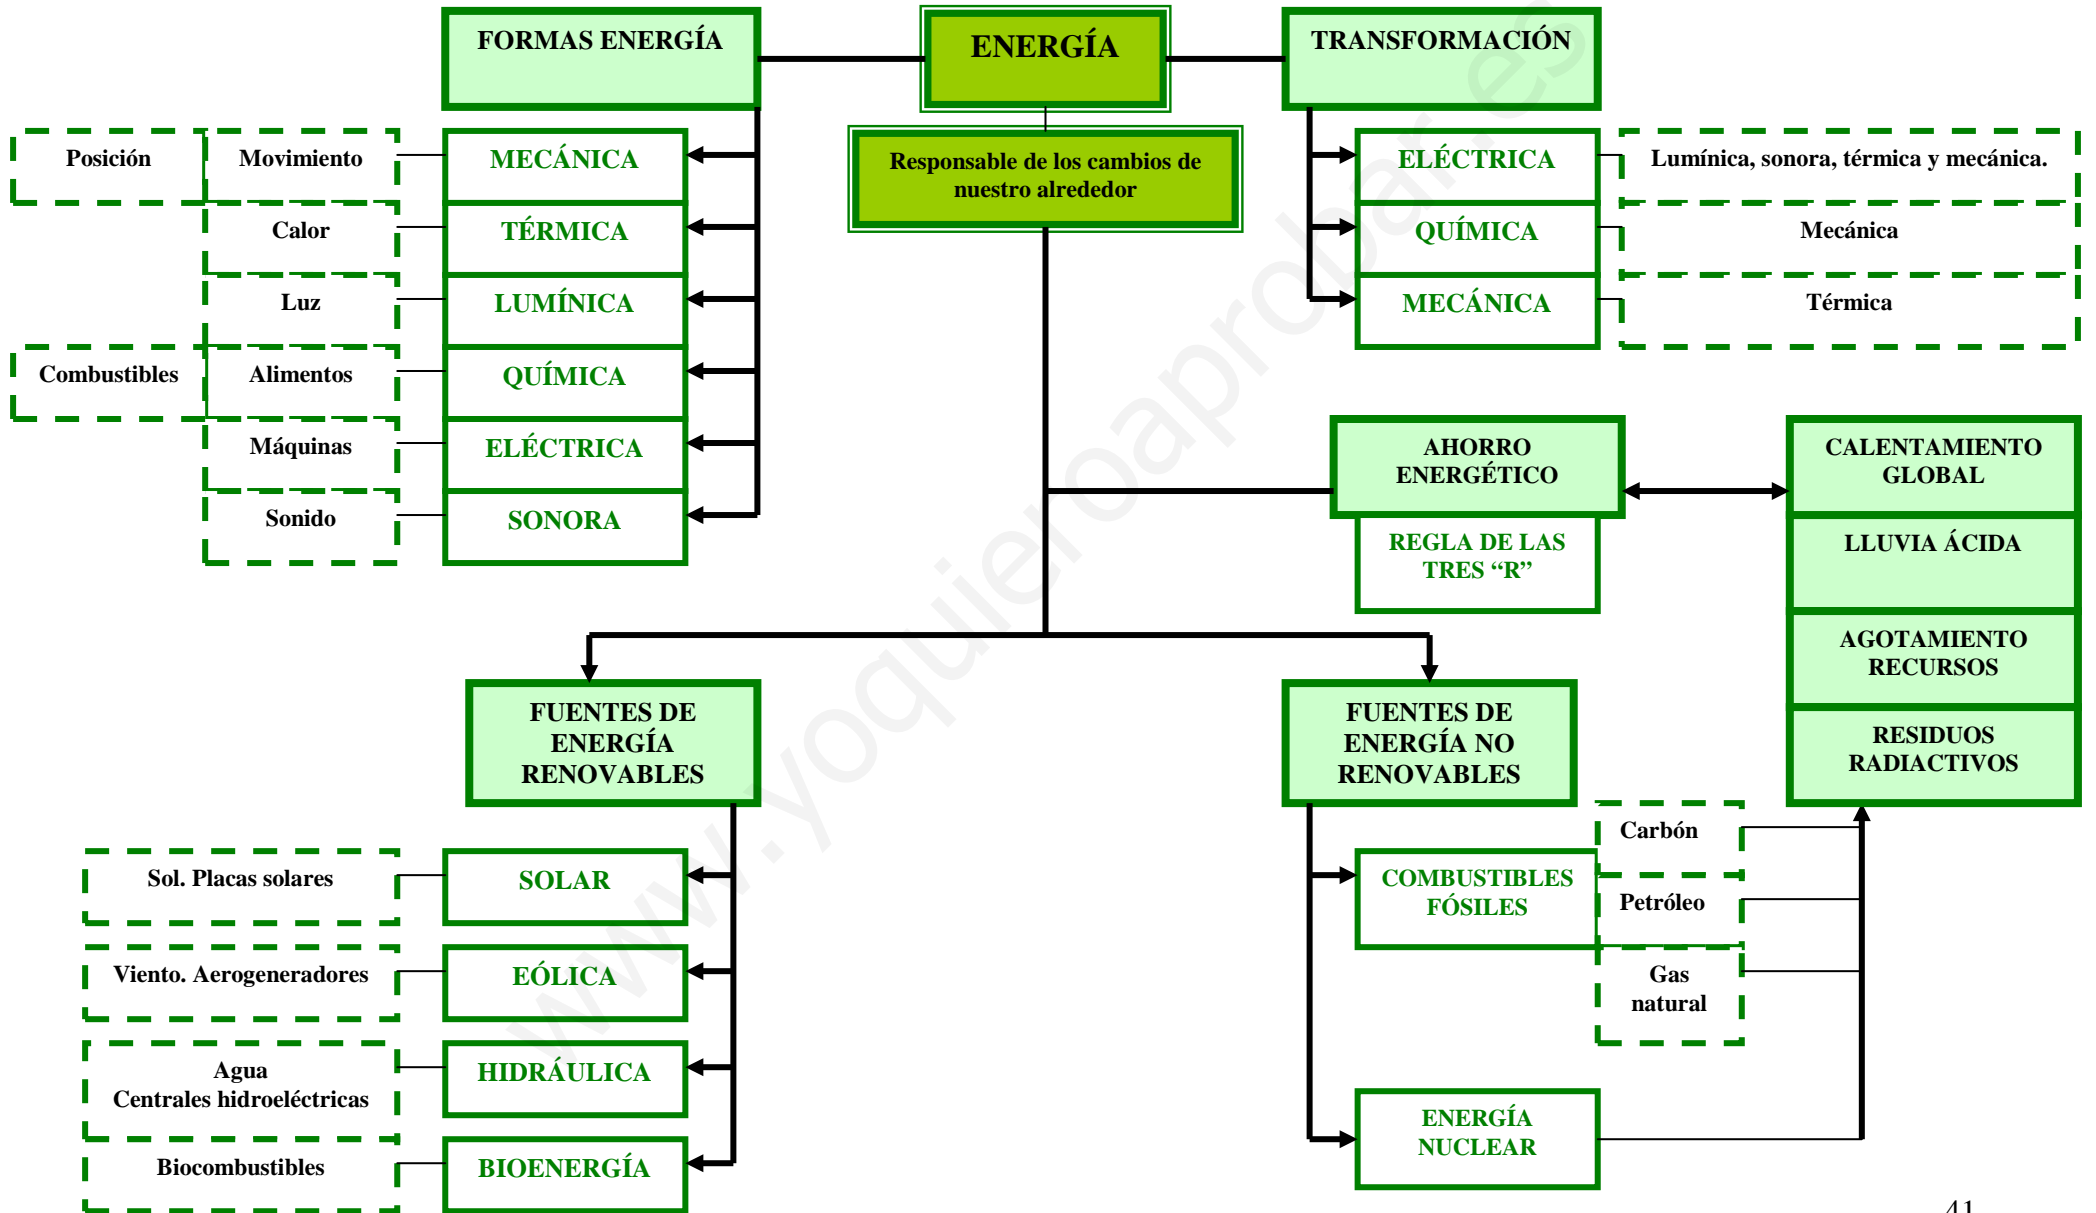 FORMAS ENERGÍA
ENERGÍA
TRANSFORMACIÓN
Responsable de los cambios de
nuestro alrededor
Posición
Movimiento
MECÁNICA
Calor
TÉRMICA
Luz
LUMÍNICA
Combustibles
Alimentos
QUÍMICA
Máquinas
ELÉCTRICA
Sonido
SONORA
ELÉCTRICA
Lumínica, sonora, térmica y mecánica.
QUÍMICA
Mecánica
MECÁNICA
Térmica
AHORRO
ENERGÉTICO
REGLA DE LAS
TRES “R”
CALENTAMIENTO
GLOBAL
LLUVIA ÁCIDA
AGOTAMIENTO
RECURSOS
RESIDUOS
RADIACTIVOS
FUENTES DE
ENERGÍA
RENOVABLES
Sol. Placas solares
SOLAR
Viento. Aerogeneradores
EÓLICA
Agua
Centrales hidroeléctricas
HIDRÁULICA
Biocombustibles
BIOENERGÍA
FUENTES DE
ENERGÍA NO
RENOVABLES
COMBUSTIBLES
FÓSILES
Carbón
Petróleo
Gas
natural
ENERGÍA
NUCLEAR
www.yoquieroaprobar.es
41